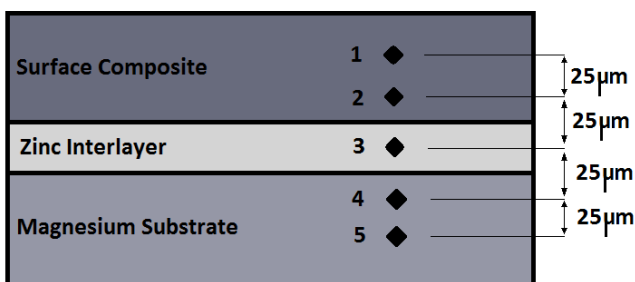 1
Surface Composite
25µm
2
25µm
Zinc Interlayer
3
25µm
4
Magnesium Substrate
25µm
5